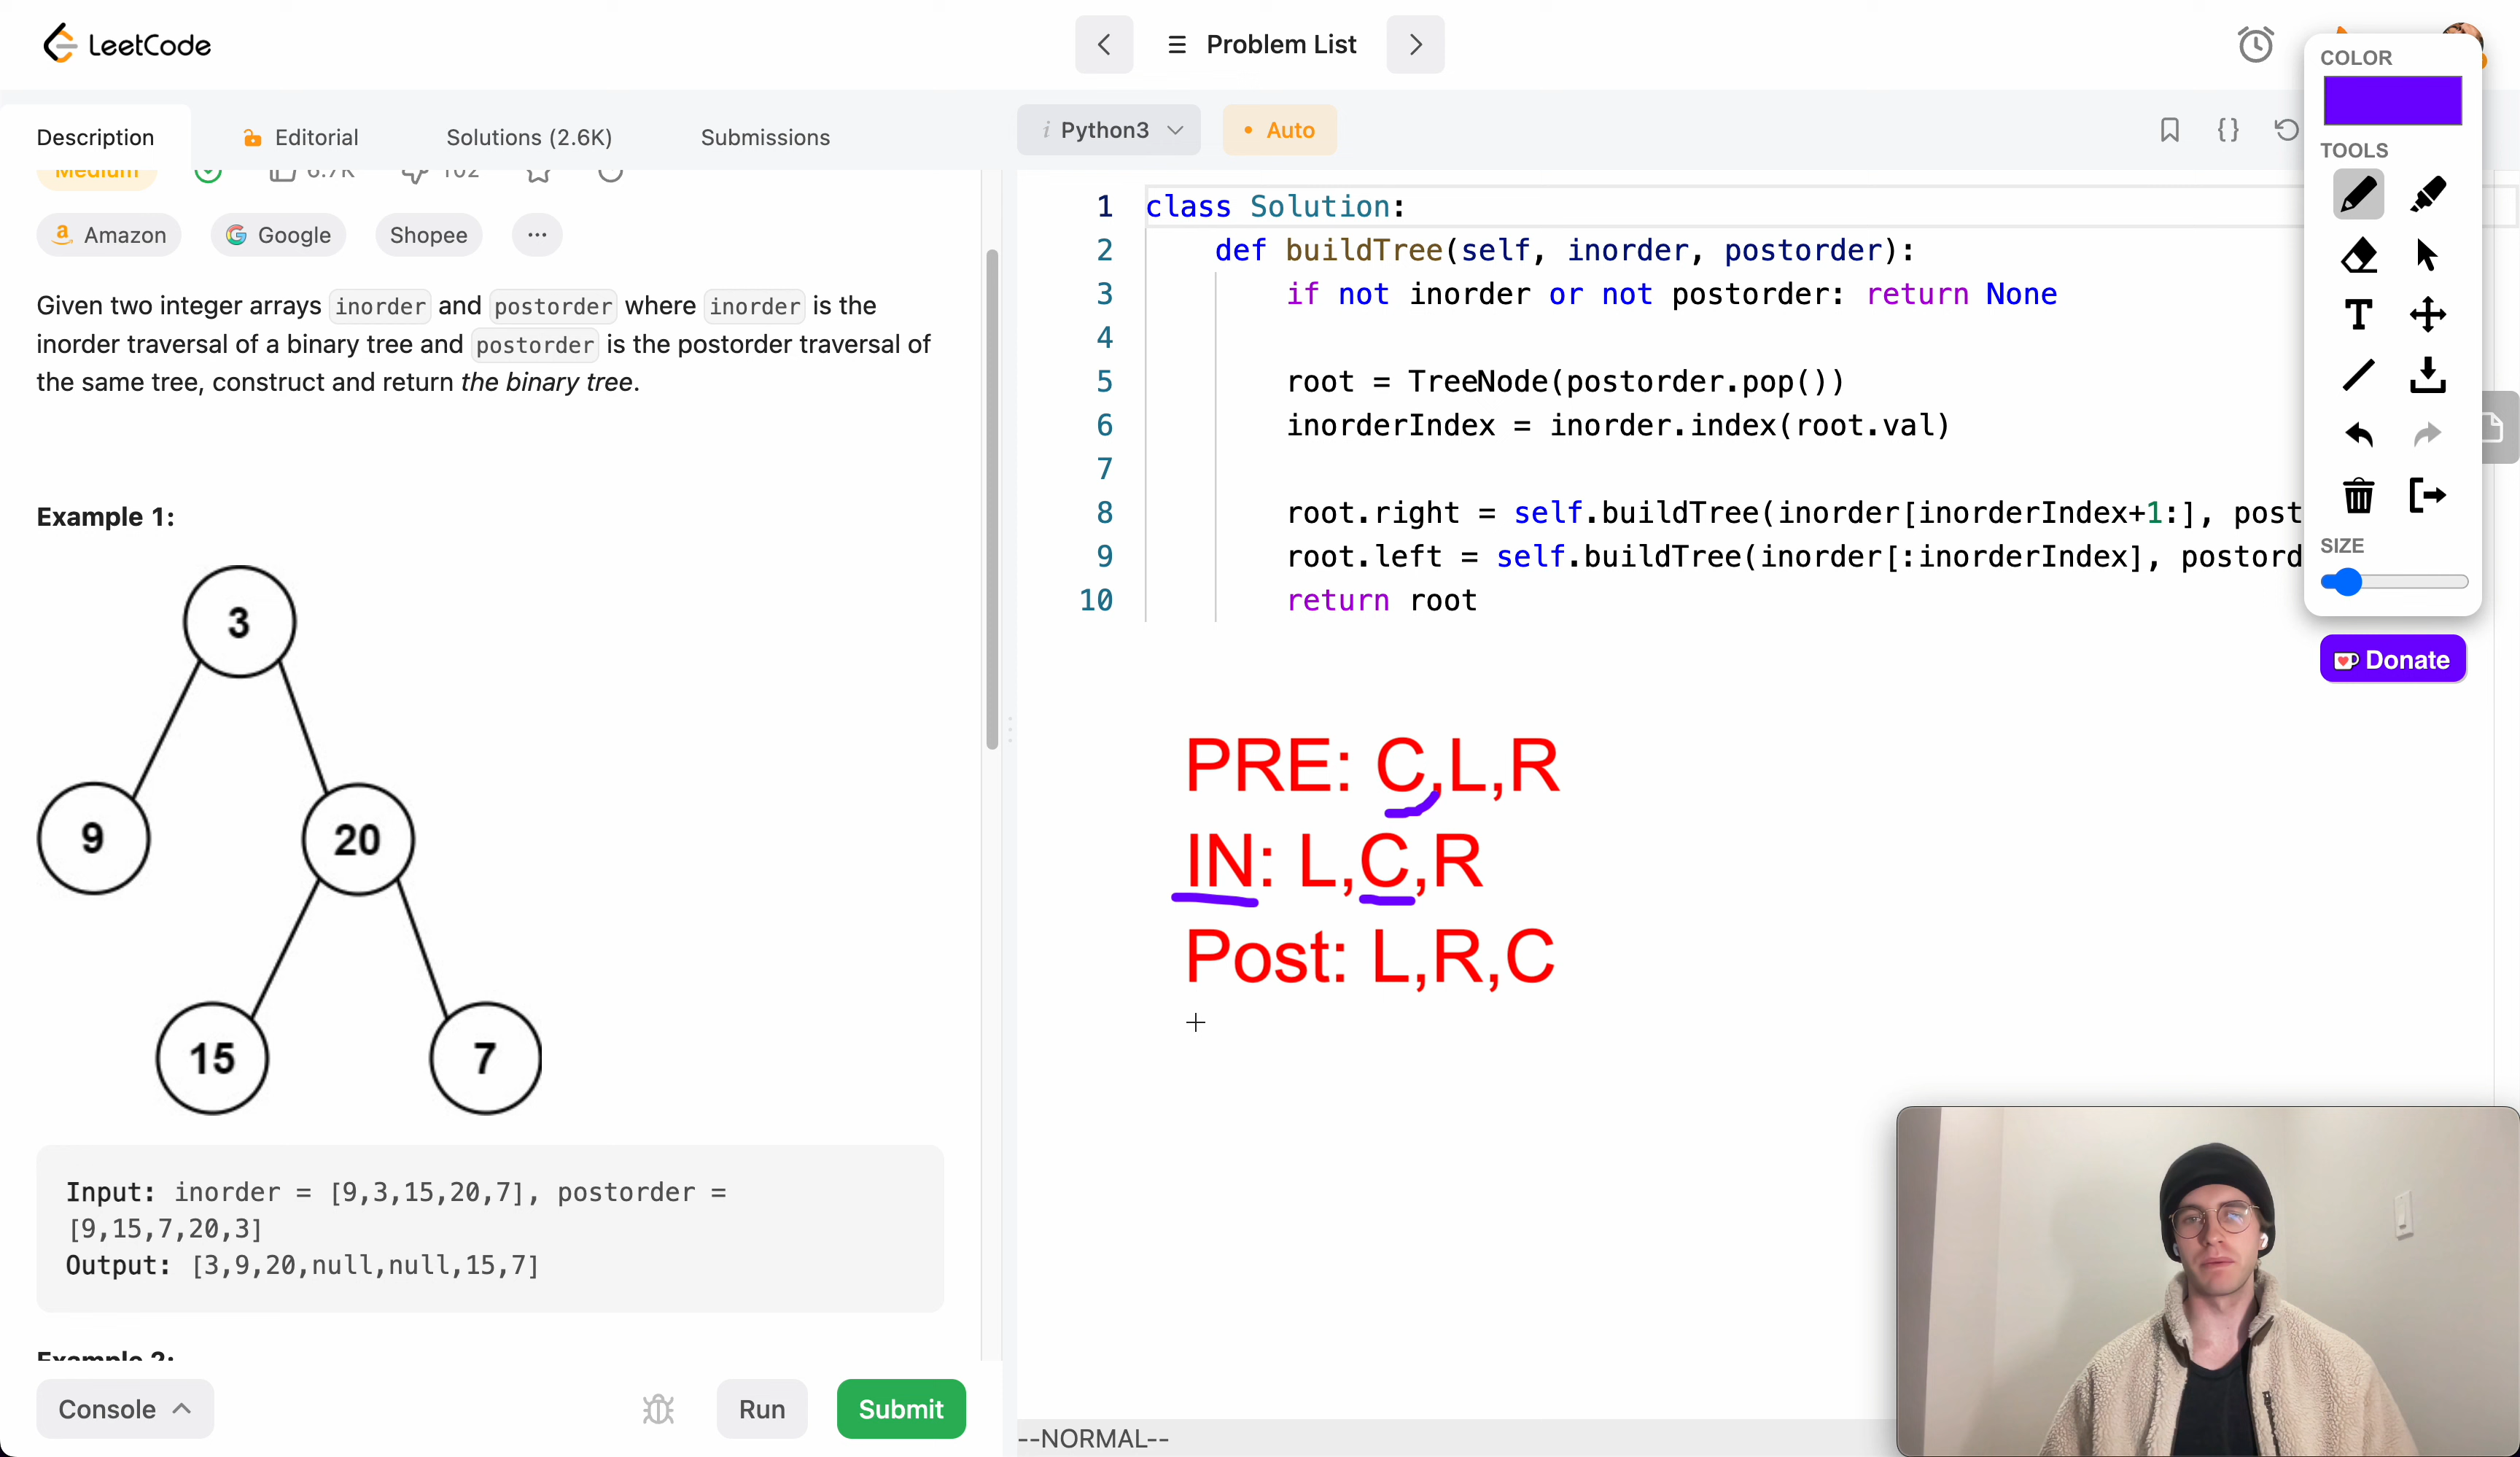 LeetCode
Problem List
COLOR
TOOLS
SIZE
Donate
Description
Editorial
Solutions (2.6K)
Submissions
Medium
6.7K
102
Amazon
Google
Shopee
...
Given two integer arrays inorder and postorder where inorder is the
inorder traversal of a binary tree and postorder is the postorder traversal of
the same tree, construct and return the binary tree.
Example 1:
3
9
20
15
7
Input: inorder = [9,3,15,20,7], postorder =
[9,15,7,20,3]
Output: [3,9,20,null,null,15,7]
Example 2:
Console
Run
Submit
i Python3
• Auto
{}
1 class Solution:
2 def buildTree(self, inorder, postorder):
3 if not inorder or not postorder: return None
4
5 root = TreeNode(postorder.pop())
6 inorderIndex = inorder.index(root.val)
7
8 root.right = self.buildTree(inorder[inorderIndex+1:], post
9 root.left = self.buildTree(inorder[:inorderIndex], postord
10 return root
PRE: C,L,R
IN: L,C,R
Post: L,R,C
--NORMAL--